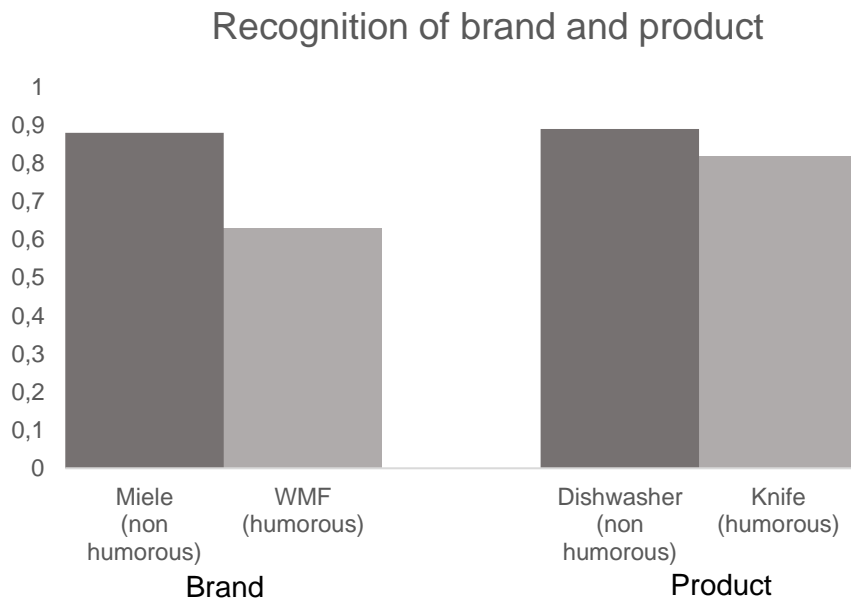 Recognition of brand and product
1
0,9
0,8
0,7
0,6
0,5
0,4
0,3
0,2
0,1
0
Miele
(non
humorous)
WMF
(humorous)
Dishwasher
(non
humorous)
Knife
(humorous)
Brand
Product